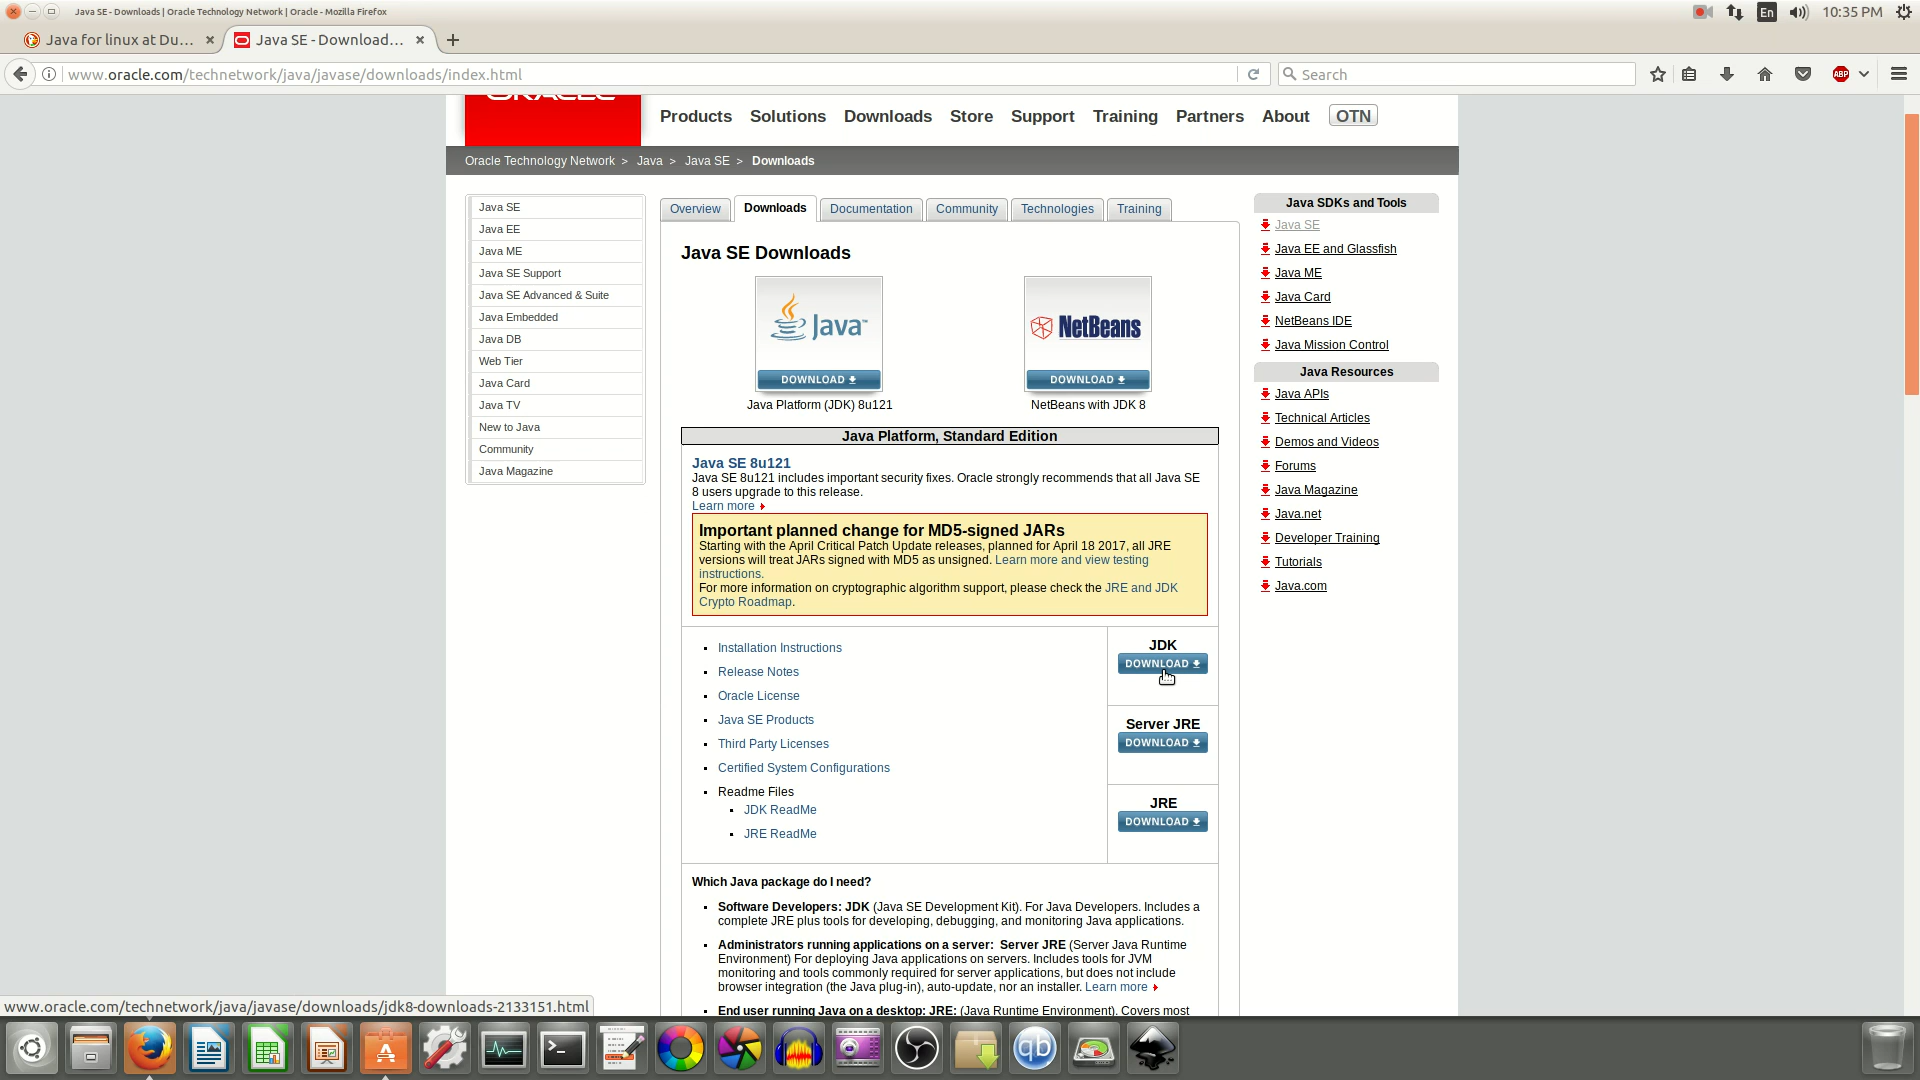 Java SE - Downloads | Oracle Technology Network | Oracle - Mozilla Firefox
En
10:35 PM
Java for linux at Du...
Java SE - Download...
www.oracle.com/technetwork/java/javase/downloads/index.html
Search
ABP
ORACLE
Products
Solutions
Downloads
Store
Support
Training
Partners
About
OTN
Oracle Technology Network > Java > Java SE > Downloads
Java SE
Java EE
Java ME
Java SE Support
Java SE Advanced & Suite
Java Embedded
Java DB
Web Tier
Java Card
Java TV
New to Java
Community
Java Magazine
Overview
Downloads
Documentation
Community
Technologies
Training
Java SE Downloads
Java™
DOWNLOAD
Java Platform (JDK) 8u121
NetBeans
DOWNLOAD
NetBeans with JDK 8
Java Platform, Standard Edition
Java SE 8u121
Java SE 8u121 includes important security fixes. Oracle strongly recommends that all Java SE
8 users upgrade to this release.
Learn more
Important planned change for MD5-signed JARs
Starting with the April Critical Patch Update releases, planned for April 18 2017, all JRE
versions will treat JARs signed with MD5 as unsigned. Learn more and view testing
instructions.
For more information on cryptographic algorithm support, please check the JRE and JDK
Crypto Roadmap.
Installation Instructions
Release Notes
Oracle License
Java SE Products
Third Party Licenses
Certified System Configurations
Readme Files
JDK ReadMe
JRE ReadMe
JDK
DOWNLOAD
Server JRE
DOWNLOAD
JRE
DOWNLOAD
Which Java package do I need?
Software Developers: JDK (Java SE Development Kit). For Java Developers. Includes a
complete JRE plus tools for developing, debugging, and monitoring Java applications.
Administrators running applications on a server: Server JRE (Server Java Runtime
Environment) For deploying Java applications on servers. Includes tools for JVM
monitoring and tools commonly required for server applications, but does not include
browser integration (the Java plug-in), auto-update, nor an installer. Learn more
End user running Java on a desktop: JRE: (Java Runtime Environment). Covers most
Java SDKs and Tools
Java SE
Java EE and Glassfish
Java ME
Java Card
NetBeans IDE
Java Mission Control
Java Resources
Java APIs
Technical Articles
Demos and Videos
Forums
Java Magazine
Java.net
Developer Training
Tutorials
Java.com
www.oracle.com/technetwork/java/javase/downloads/jdk8-downloads-2133151.html
qb